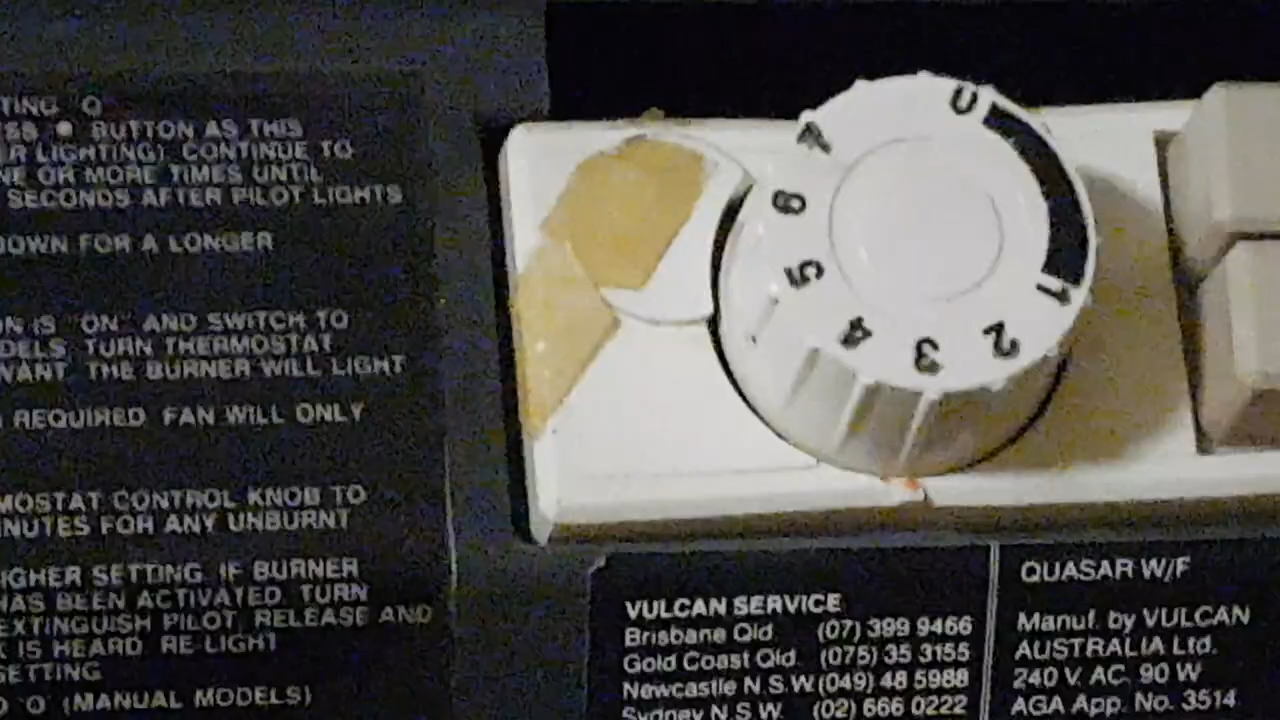 TING 'O'
BUTTON AS THIS
R LIGHTING) CONTINUE TO
NE OR MORE TIMES UNTIL
SECONDS AFTER PILOT LIGHTS
DOWN FOR A LONGER
ON IS "ON" AND SWITCH TO
DELS TURN THERMOSTAT
WANT THE BURNER WILL LIGHT
REQUIRED FAN WILL ONLY
MOSTAT CONTROL KNOB TO
INUTES FOR ANY UNBURNT
IGHER SETTING. IF BURNER
HAS BEEN ACTIVATED, TURN
EXTINGUISH PILOT, RELEASE AND
IS HEARD. RE-LIGHT
SETTING
'O' (MANUAL MODELS)
0
1
2
3
4
5
6
VULCAN SERVICE
Brisbane Qld. (07) 399 9466
Gold Coast Qld. (075) 35 3155
Newcastle N.S.W. (049) 48 5988
Sydney N.S.W. (02) 666 0222
QUASAR W/F
Manuf. by VULCAN
AUSTRALIA Ltd.
240 V. AC. 90 W
AGA App. No. 3514